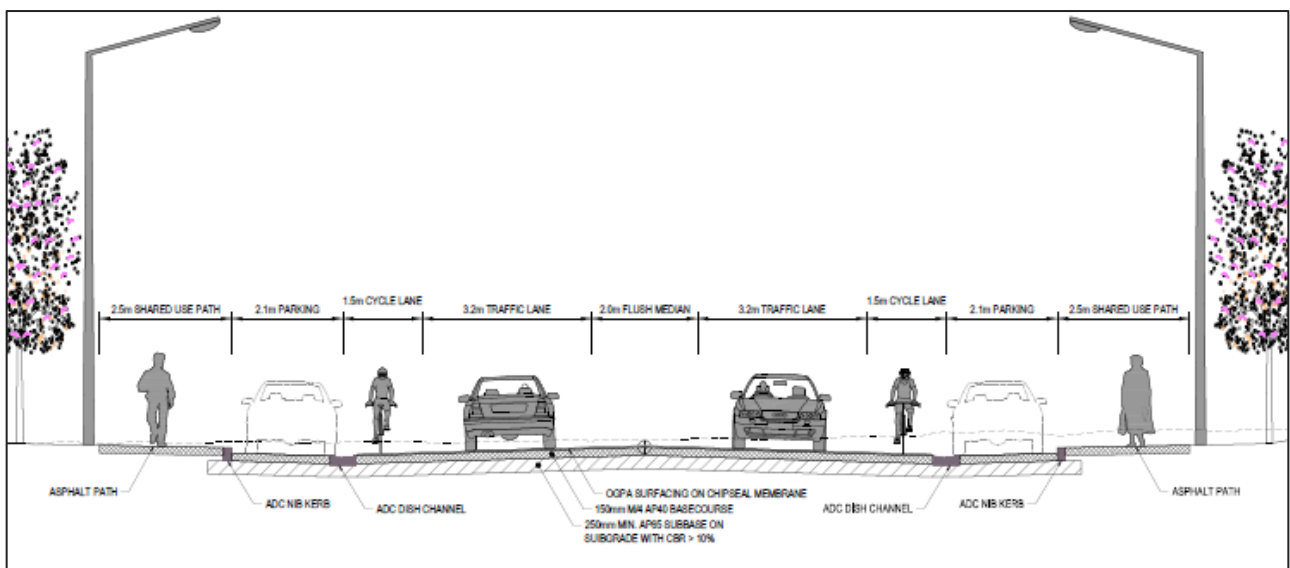 2.5m SHARED USE PATH
2.1m PARKING
1.5m CYCLE LANE
3.2m TRAFFIC LANE
2.0m FLUSH MEDIAN
3.2m TRAFFIC LANE
1.5m CYCLE LANE
2.1m PARKING
2.5m SHARED USE PATH
ASPHALT PATH
ADC NIB KERB
ADC DISH CHANNEL
OGPA SURFACING ON CHIPSEAL MEMBRANE
150mm M/4 AP40 BASECOURSE
250mm MIN. AP65 SUBBASE ON
SUBGRADE WITH CBR > 10%
ADC DISH CHANNEL
ADC NIB KERB
ASPHALT PATH